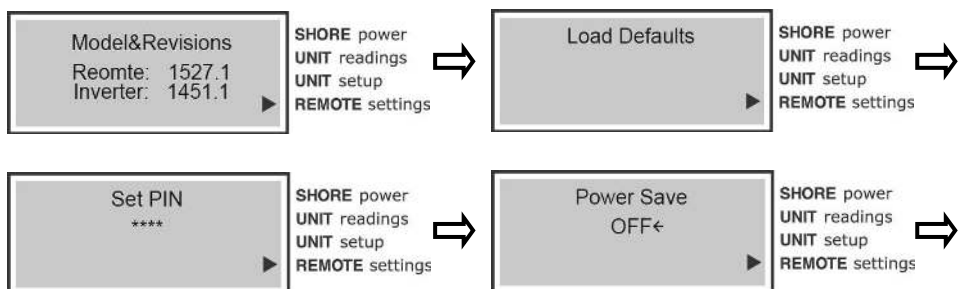 Model&Revisions
Reomte: 1527.1
Inverter: 1451.1
SHORE power
UNIT readings
UNIT setup
REMOTE settings
Load Defaults
SHORE power
UNIT readings
UNIT setup
REMOTE settings
Set PIN
****
SHORE power
UNIT readings
UNIT setup
REMOTE settings
Power Save
OFF←
SHORE power
UNIT readings
UNIT setup
REMOTE settings